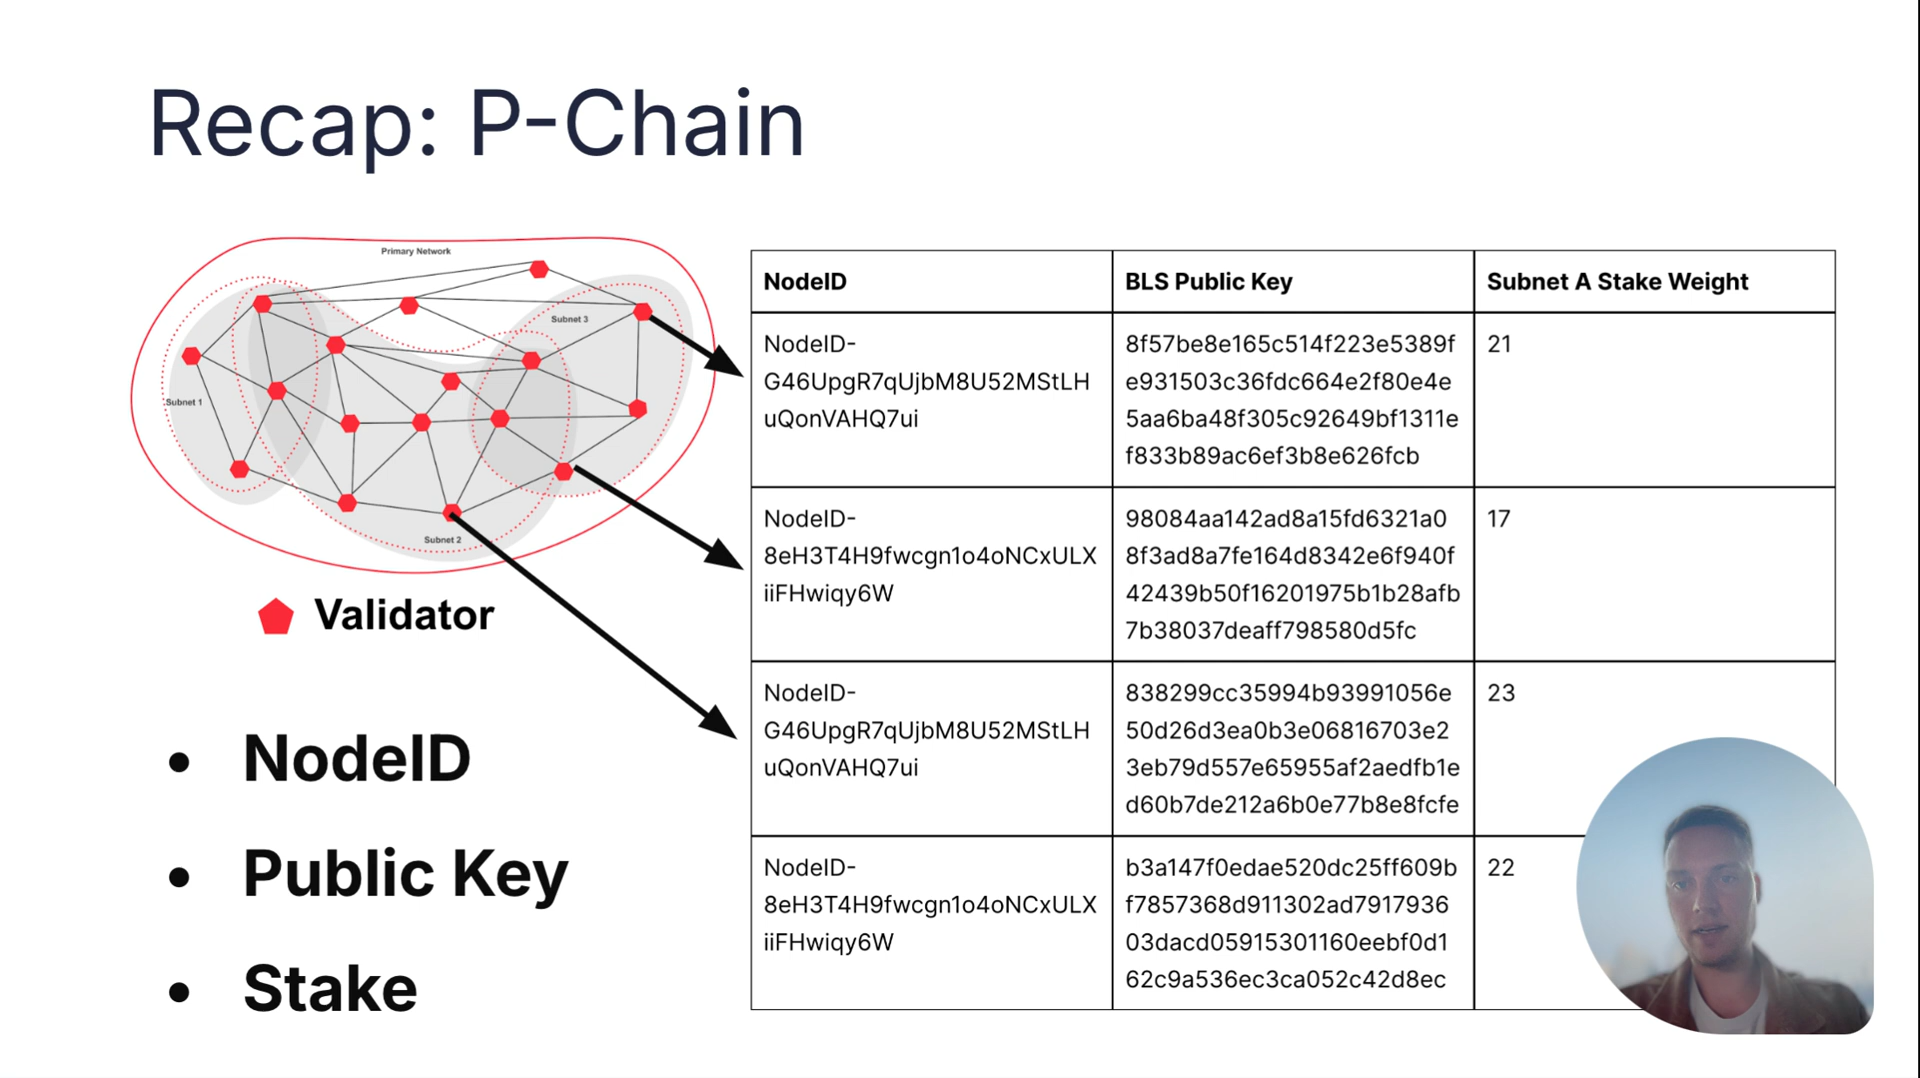 Recap: P-Chain
Primary Network
Subnet 3
Subnet 1
Subnet 2
Validator
NodeID
Public Key
Stake
NodeID
BLS Public Key
Subnet A Stake Weight
NodeID-
G46UpgR7qUjbM8U52MStLH
uQonVAHQ7ui
8f57be8e165c514f223e5389f
e931503c36fdc664e2f80e4e
5aa6ba48f305c92649bf1311e
f833b89ac6ef3b8e626fcb
21
NodeID-
8eH3T4H9fwcgn1o4oNCxULX
iiFHwiqy6W
98084aa142ad8a15fd6321a0
8f3ad8a7fe164d8342e6f940f
42439b50f16201975b1b28afb
7b38037deaff798580d5fc
17
NodeID-
G46UpgR7qUjbM8U52MStLH
uQonVAHQ7ui
838299cc35994b93991056e
50d26d3ea0b3e06816703e2
3eb79d557e65955af2aedfb1e
d60b7de212a6b0e77b8e8fcfe
23
NodeID-
8eH3T4H9fwcgn1o4oNCxULX
iiFHwiqy6W
b3a147f0edae520dc25ff609b
f7857368d911302ad7917936
03dacd05915301160eebf0d1
62c9a536ec3ca052c42d8ec
22